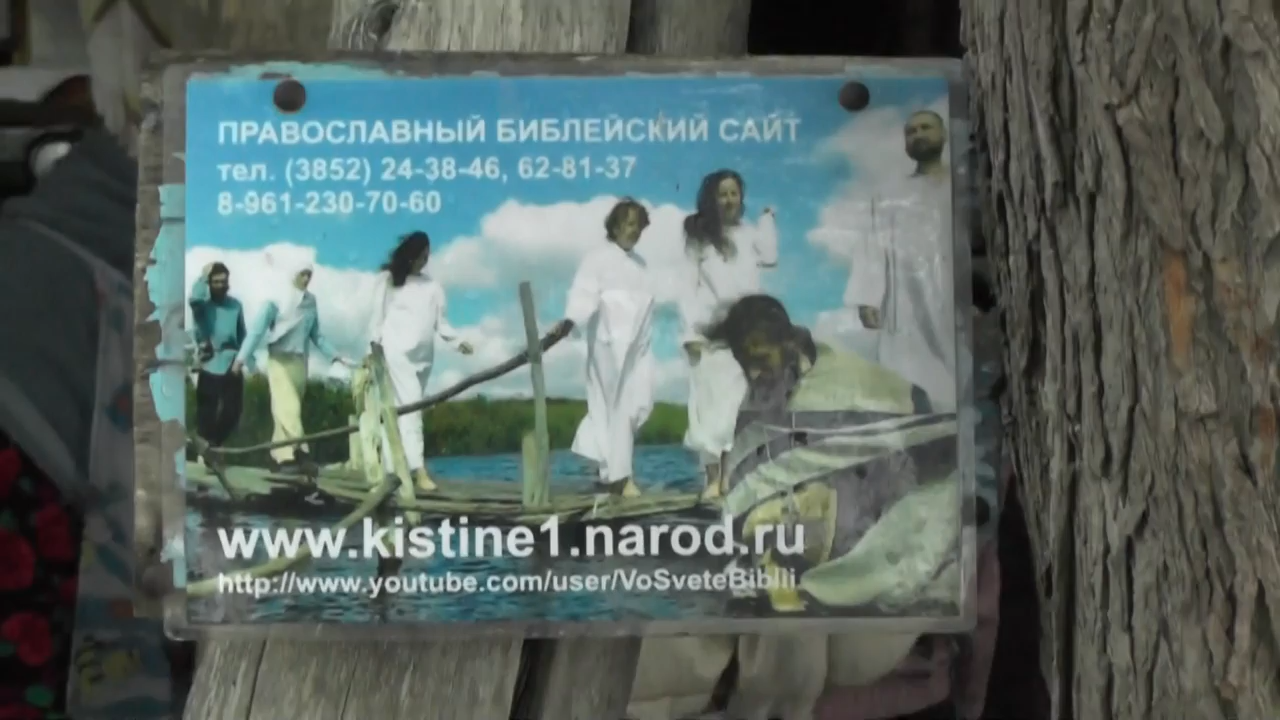 ПРАВОСЛАВНЫЙ БИБЛЕЙСКИЙ САЙТ
тел. (3852) 24-38-46, 62-81-37
8-961-230-70-60
www.kistine1.narod.ru
http://www.youtube.com/user/VoSveteBiblii